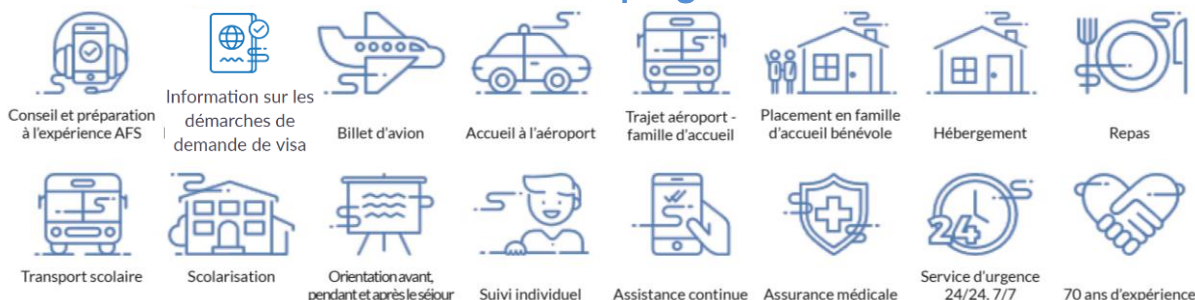 Conseil et préparation
à l'expérience AFS
Information sur les
démarches de
demande de visa
Billet d'avion
Accueil à l'aéroport
Trajet aéroport -
famille d'accueil
Placement en famille
d'accueil bénévole
Hébergement
Repas
Transport scolaire
Scolarisation
Orientation avant,
pendant et après le séjour
Suivi individuel
Assistance continue
Assurance médicale
24
Service d'urgence
24/24, 7/7
70 ans d'expérience